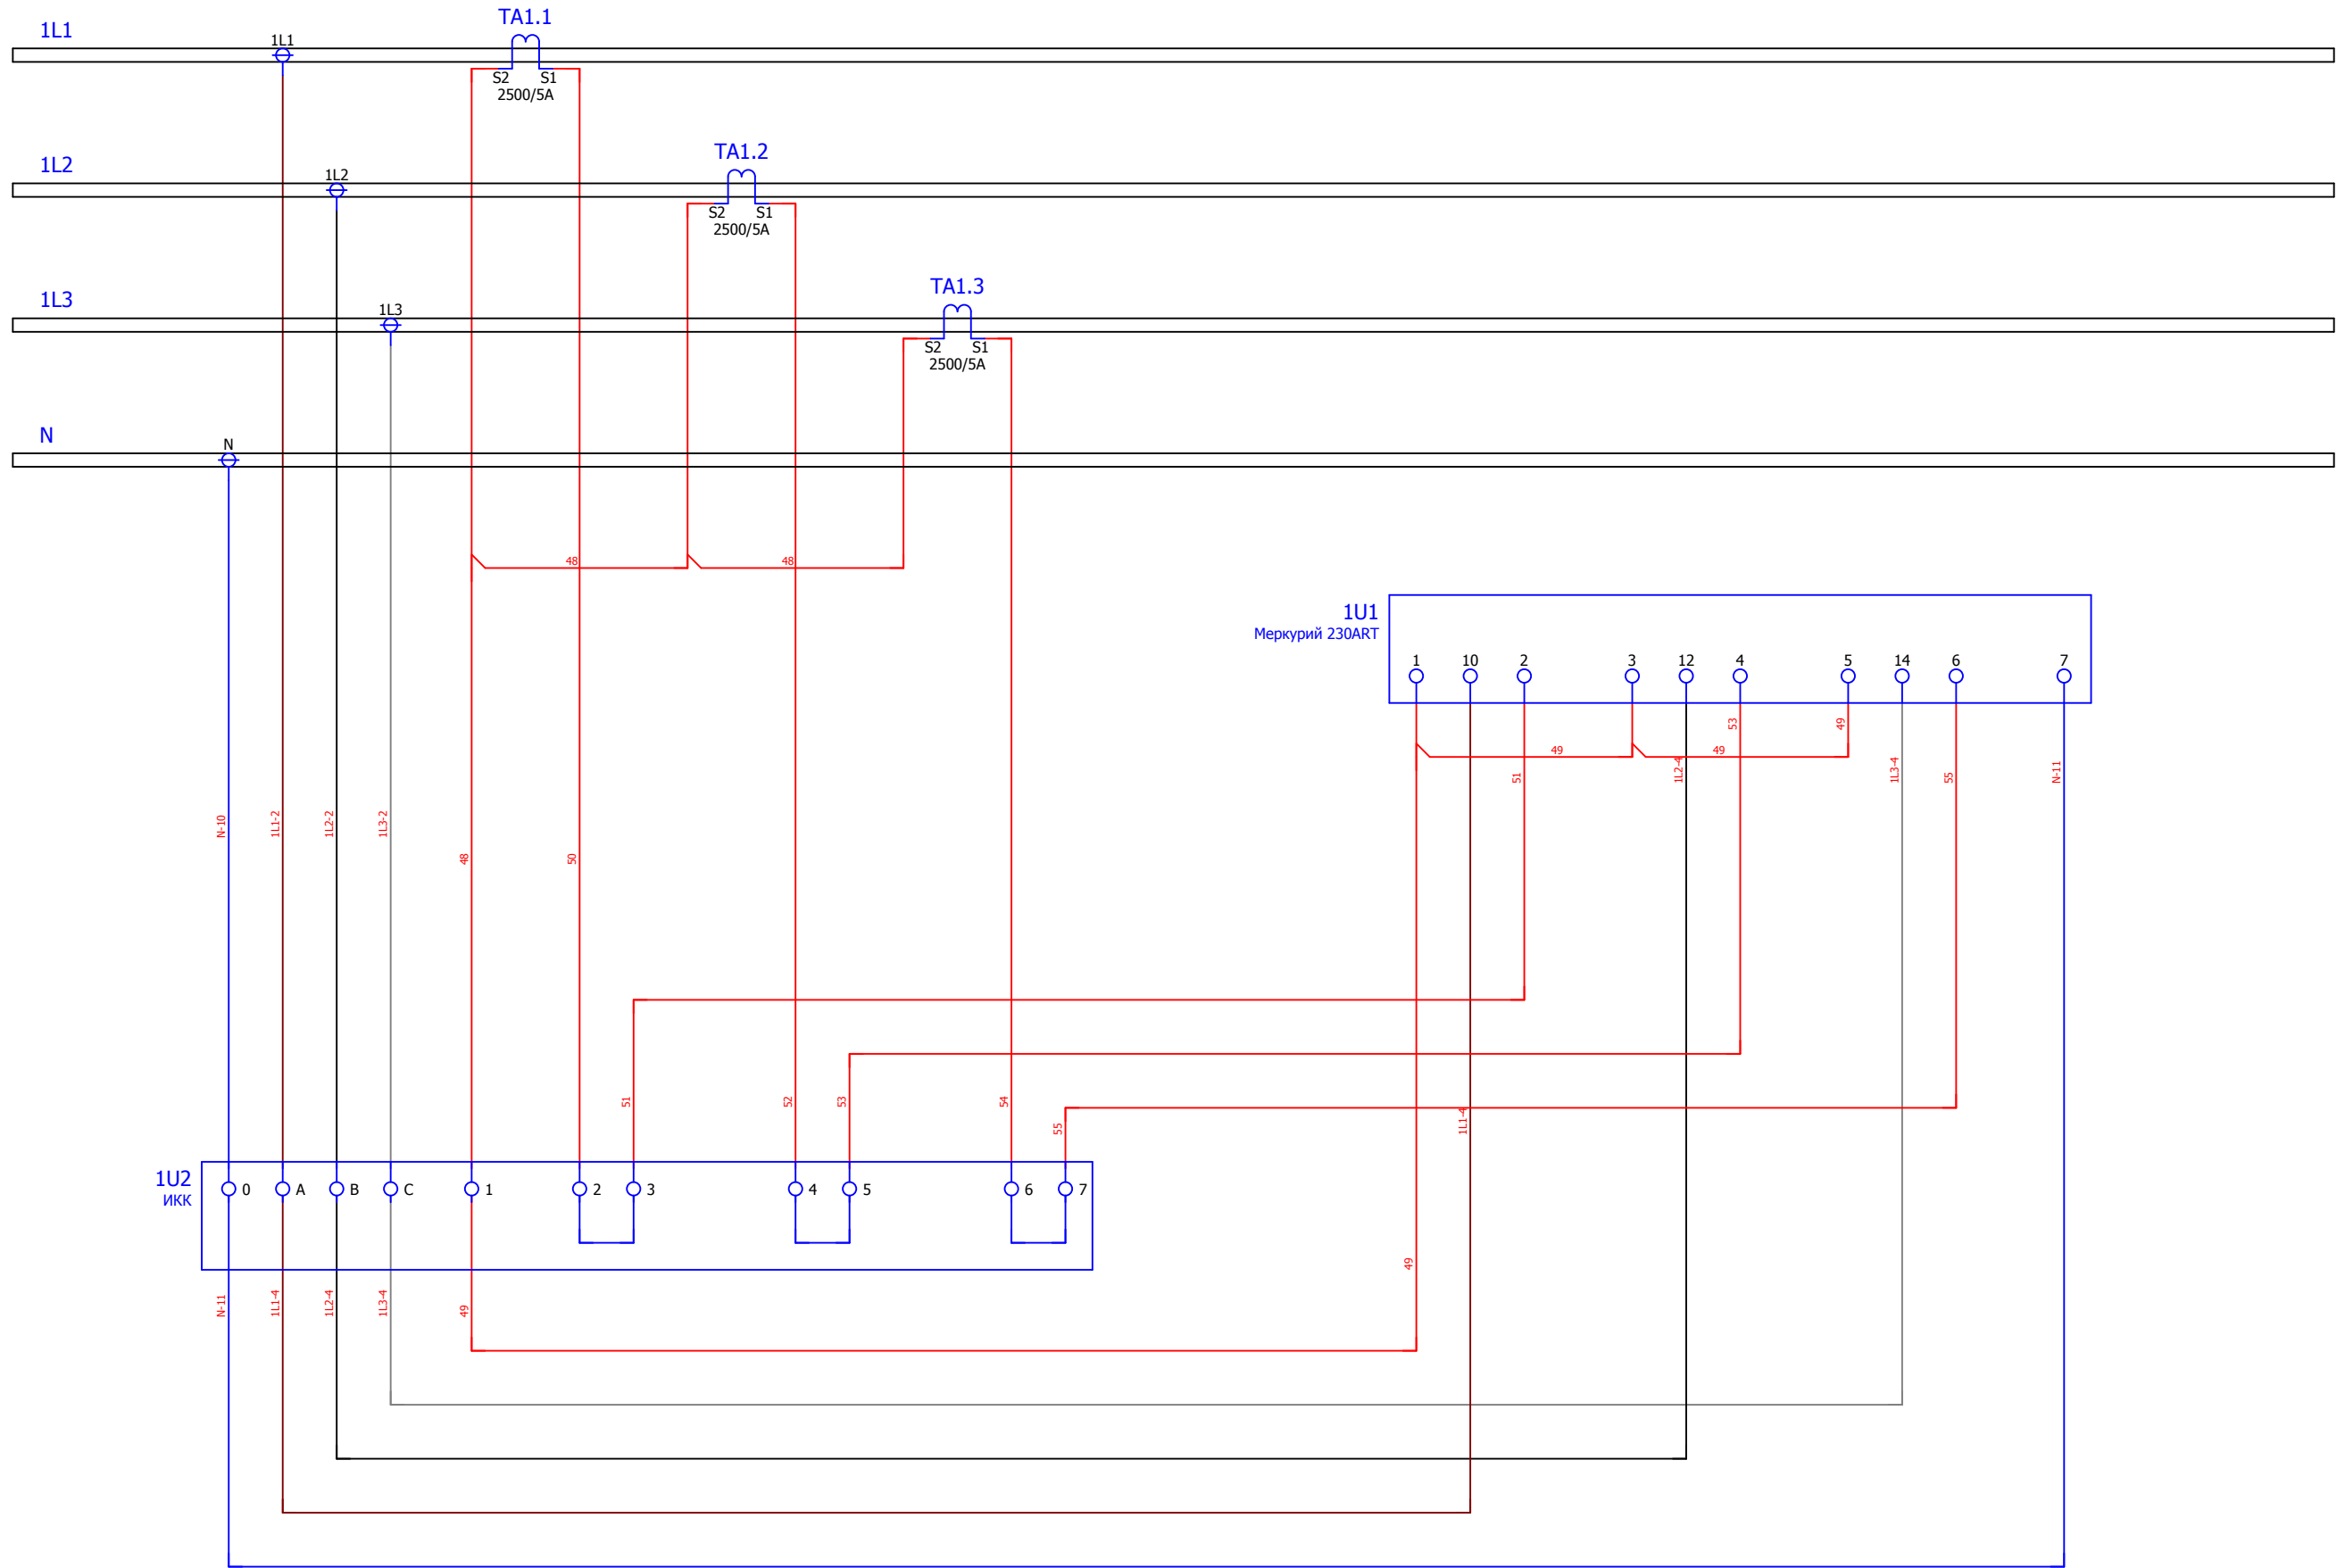 TA1.1
1L1
1L1
S2 S1
2500/5A
TA1.2
1L2
1L2
S2 S1
2500/5A
TA1.3
1L3
1L3
S2 S1
2500/5A
N
N
48 48
1U1
Меркурий 230ART
1 10 2 3 12 4 5 14 6 7
53 49
49 49
51 1L2-4 1L3-4 55 N-11
N-10 1L1-2 1L2-2 1L3-2
48 50
51 52 53 54
55 1L1-4
1U2
ИКК
0 A B C 1 2 3 4 5 6 7
49
N-11 1L1-4 1L2-4 1L3-4 49